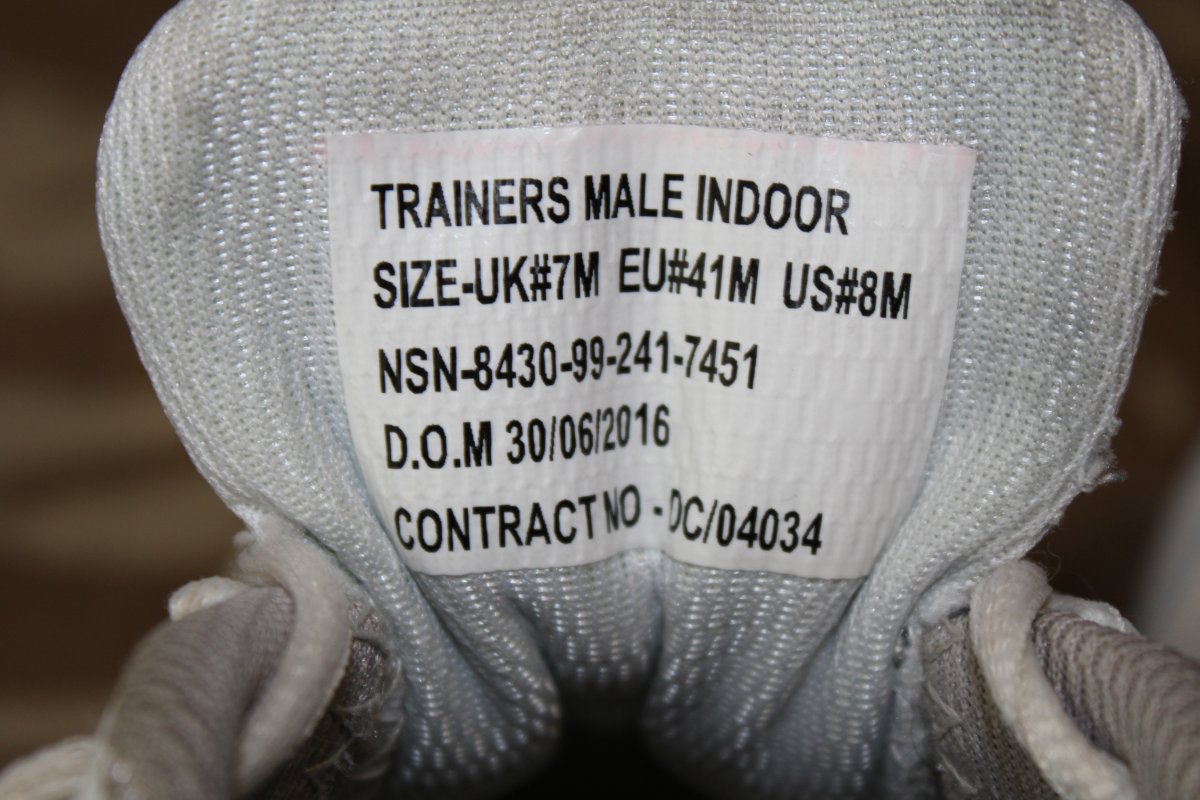 TRAINERS MALE INDOOR
SIZE-UK#7M EU#41M US#8M
NSN-8430-99-241-7451
D.O.M 30/06/2016
CONTRACT NO - DC/04034